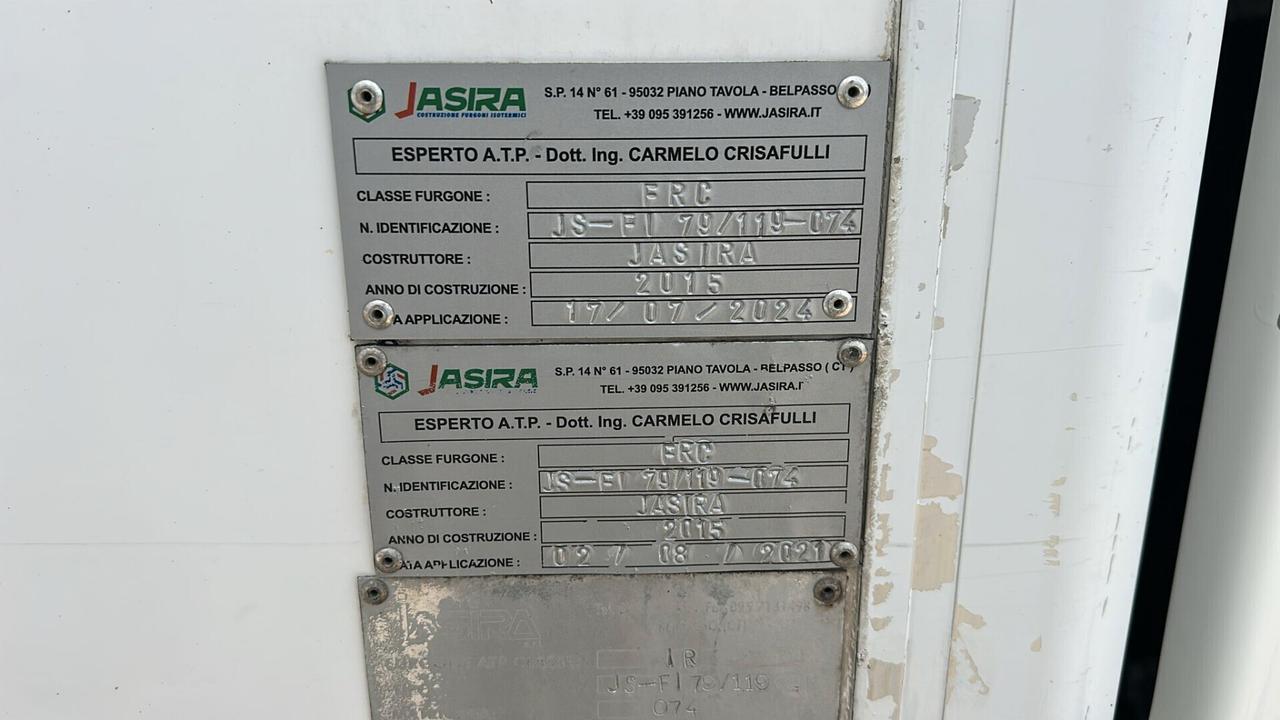 JASIRA S.P. 14 N° 61 - 95032 PIANO TAVOLA - BELPASSO
COSTRUZIONE FURGONI ISOTERMICI TEL. +39 095 391256 - WWW.JASIRA.IT
ESPERTO A.T.P. - Dott. Ing. CARMELO CRISAFULLI
CLASSE FURGONE : FRC
N. IDENTIFICAZIONE : JS-FI 79/119-074
COSTRUTTORE : JASIRA
ANNO DI COSTRUZIONE : 2015
A APPLICAZIONE : 17/07/2024
JASIRA S.P. 14 N° 61 - 95032 PIANO TAVOLA - BELPASSO ( CT )
TEL. +39 095 391256 - WWW.JASIRA.IT
ESPERTO A.T.P. - Dott. Ing. CARMELO CRISAFULLI
CLASSE FURGONE : FRC
N. IDENTIFICAZIONE : JS-FI 79/119-074
COSTRUTTORE : JASIRA
ANNO DI COSTRUZIONE : 2015
ATA APPLICAZIONE : 02/08/2021
SIRA
IR
JS-FI 79/119
074